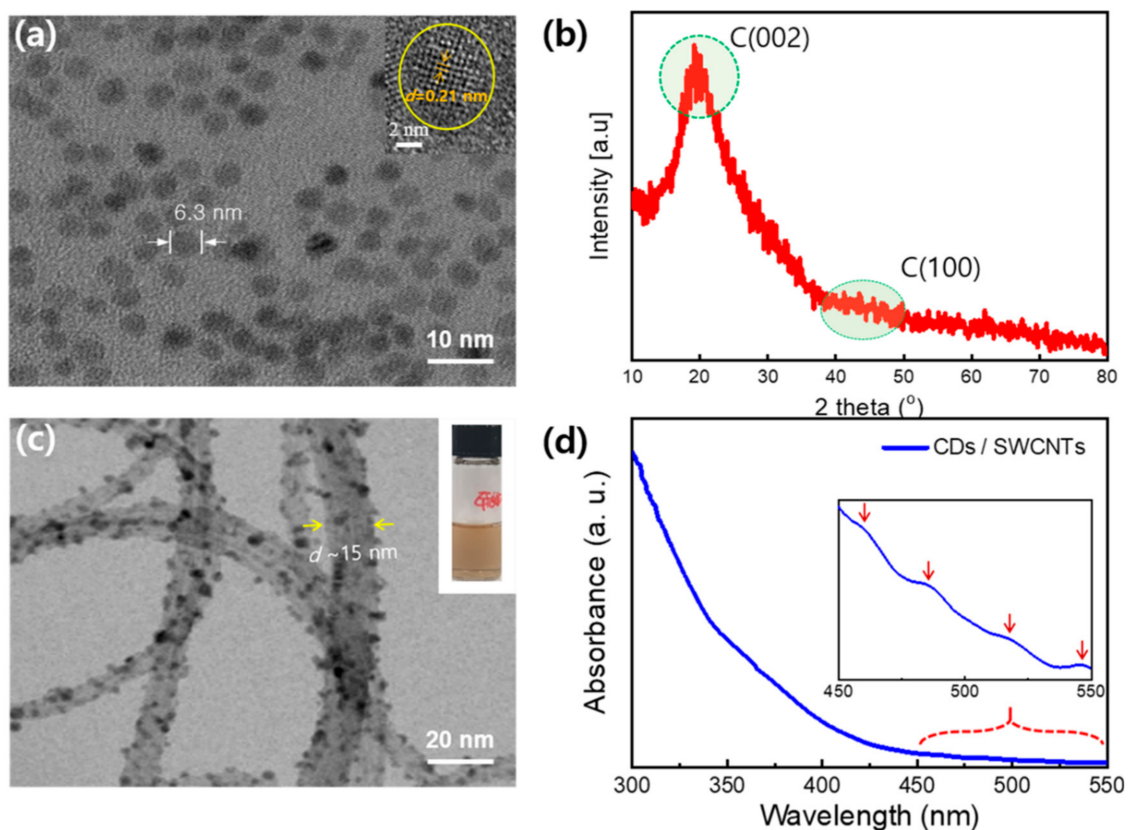 (a)
d=0.21 nm
2 nm
6.3 nm
10 nm
(b)
C(002)
C(100)
Intensity [a.u]
10 20 30 40 50 60 70 80
2 theta (°)
(c)
d ~15 nm
20 nm
(d)
CDs / SWCNTs
450 500 550
Absorbance (a. u.)
300 350 400 450 500 550
Wavelength (nm)